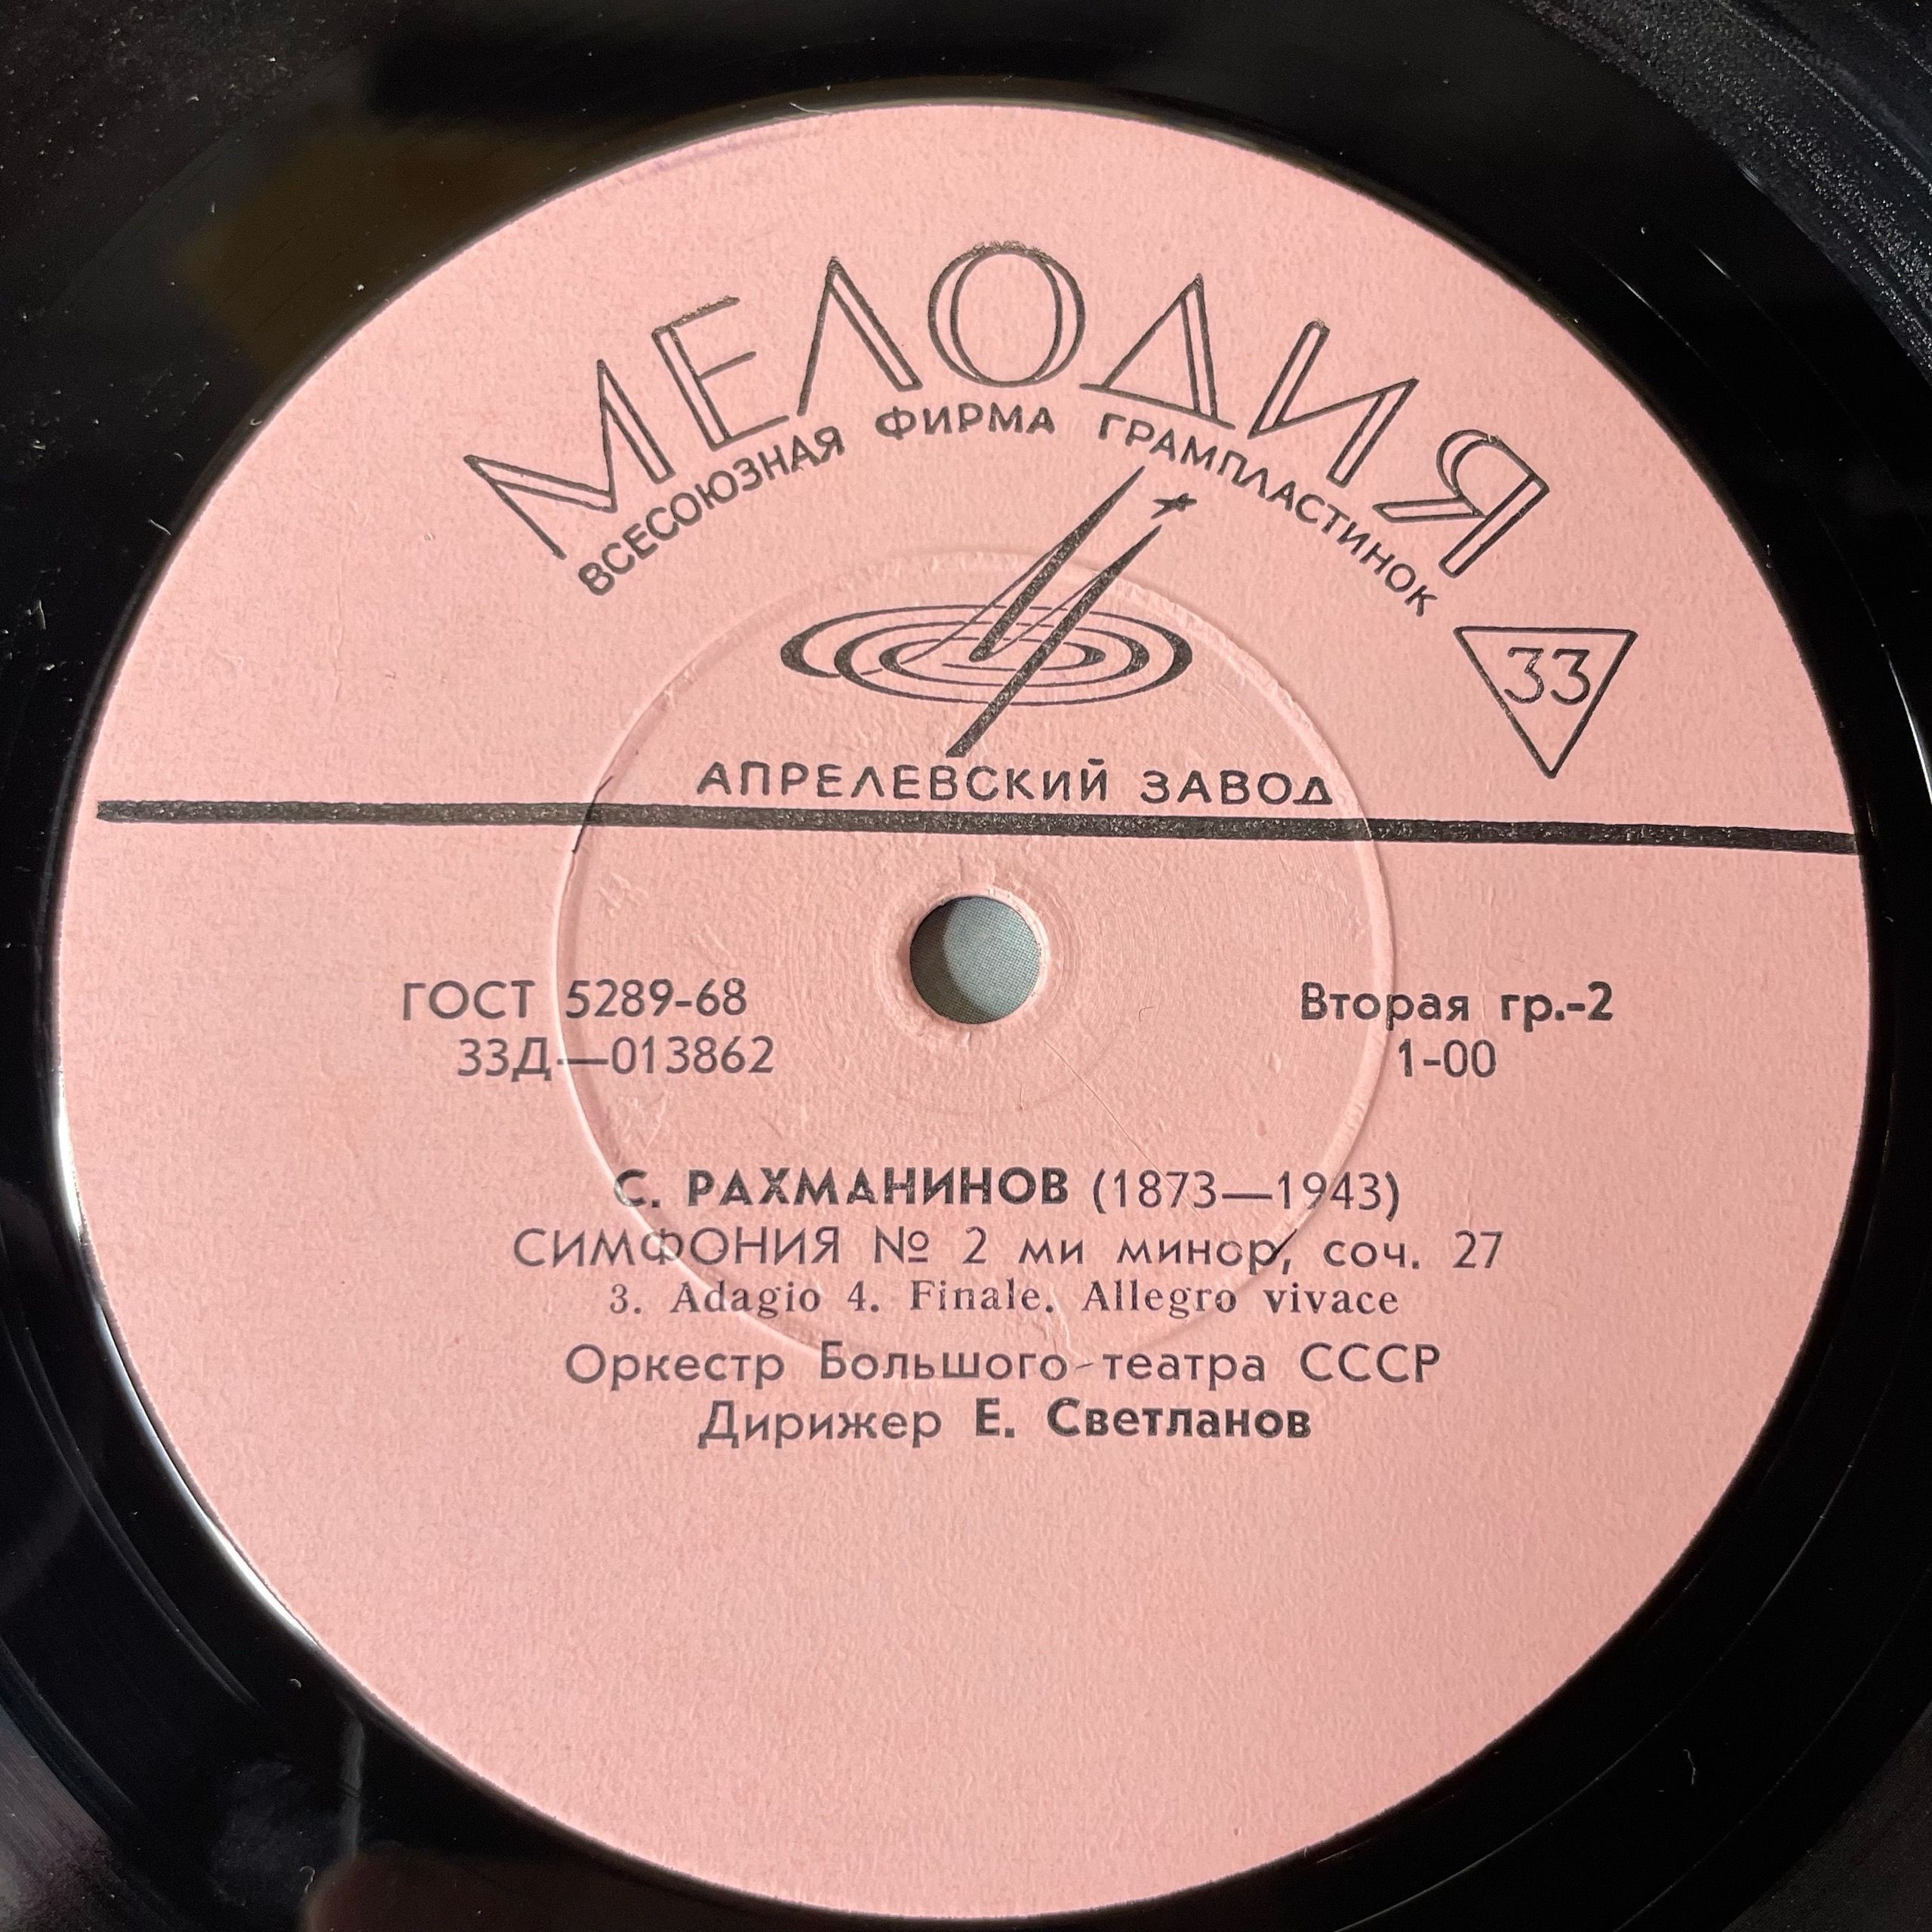 МЕЛОДИЯ
ВСЕСОЮЗНАЯ ФИРМА ГРАМПЛАСТИНОК
33
АПРЕЛЕВСКИЙ ЗАВОД
ГОСТ 5289-68
33Д—013862
Вторая гр.-2
1-00
С. РАХМАНИНОВ (1873—1943)
СИМФОНИЯ № 2 ми минор, соч. 27
3. Adagio 4. Finale. Allegro vivace
Оркестр Большого театра СССР
Дирижер Е. Светланов